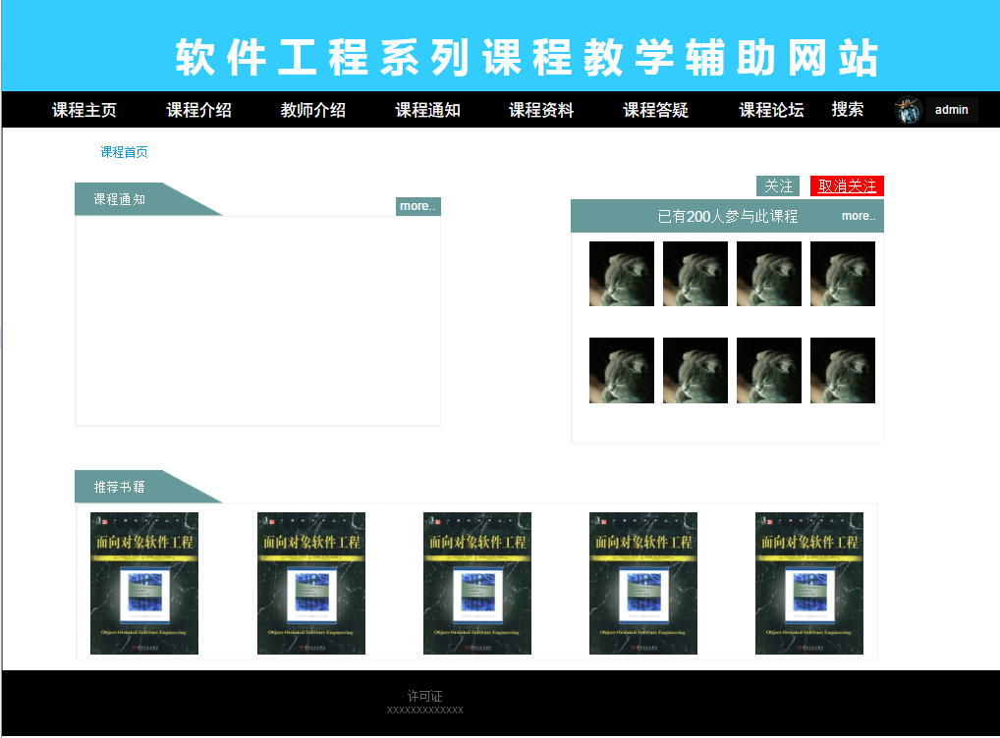 软件工程系列课程教学辅助网站
课程主页 课程介绍 教师介绍 课程通知 课程资料 课程答疑 课程论坛 搜索 admin
课程首页
关注 取消关注
课程通知
more..
已有200人参与此课程 more..
推荐书籍
面向对象软件工程 面向对象软件工程 面向对象软件工程 面向对象软件工程 面向对象软件工程
Object-Oriented Software Engineering Object-Oriented Software Engineering Object-Oriented Software Engineering Object-Oriented Software Engineering Object-Oriented Software Engineering
许可证
XXXXXXXXXXXXX